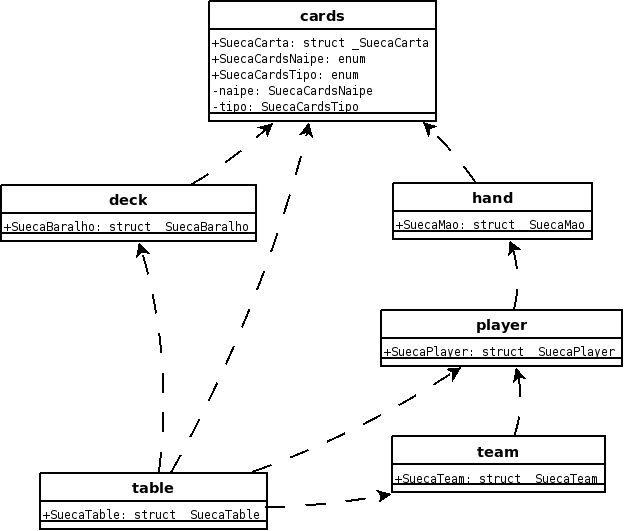 cards
+SuecaCarta: struct _SuecaCarta
+SuecaCardsNaipe: enum
+SuecaCardsTipo: enum
-naipe: SuecaCardsNaipe
-tipo: SuecaCardsTipo
deck
+SuecaBaralho: struct _SuecaBaralho
hand
+SuecaMao: struct _SuecaMao
player
+SuecaPlayer: struct _SuecaPlayer
team
+SuecaTeam: struct _SuecaTeam
table
+SuecaTable: struct _SuecaTable